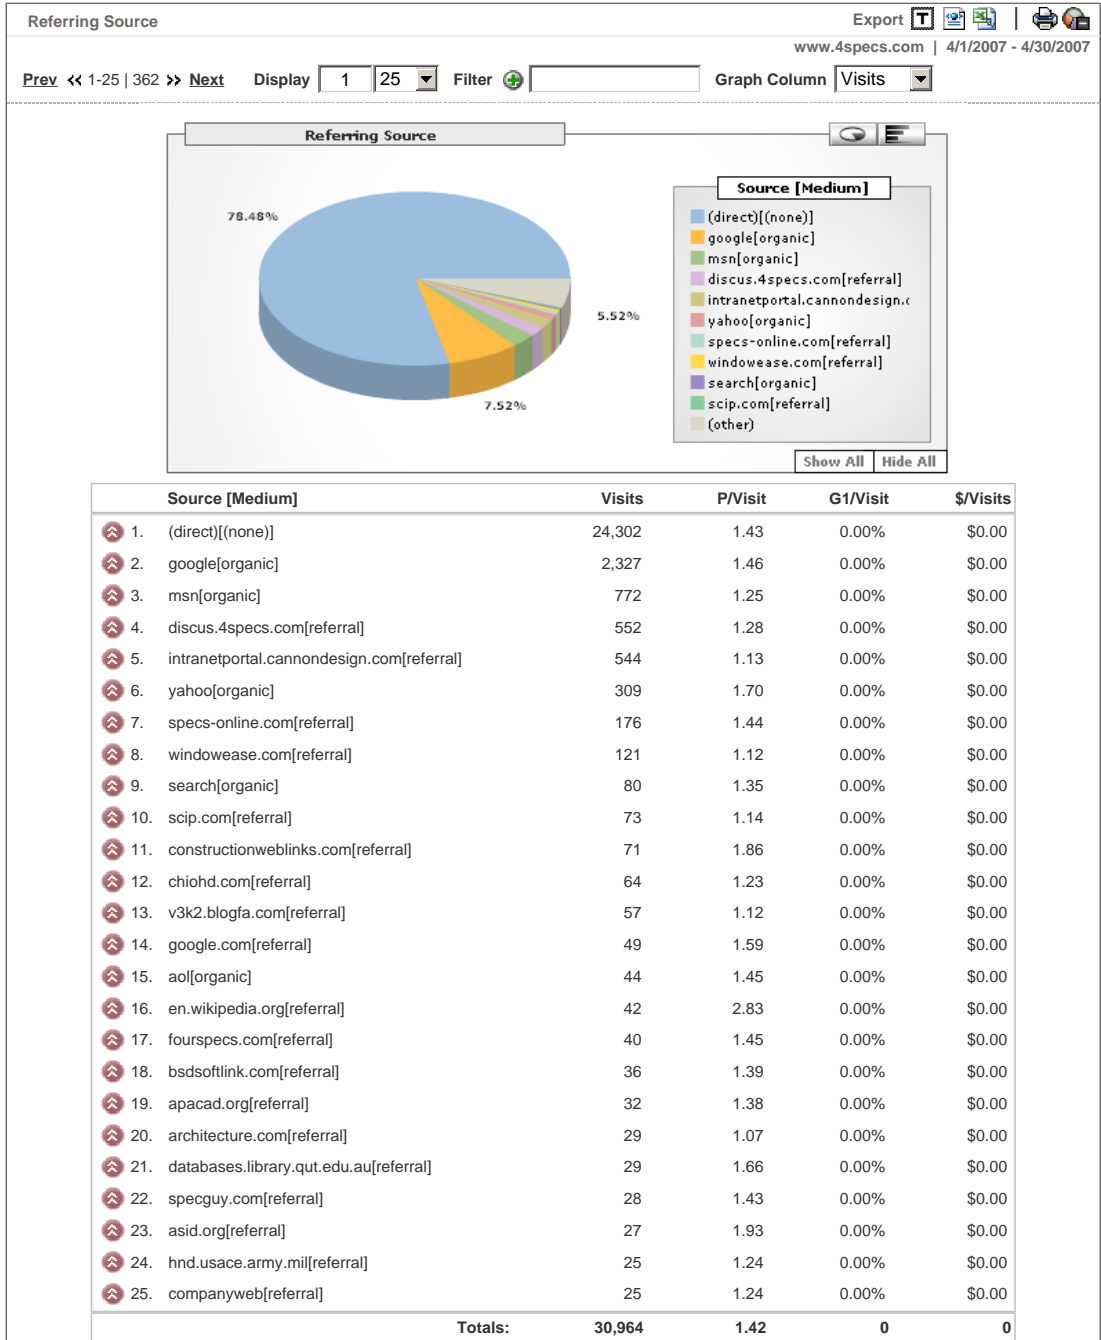 Referring Source Export T
www.4specs.com | 4/1/2007 - 4/30/2007
Prev 1-25 | 362 Next Display 1 25 Filter Graph Column Visits
Referring Source
78.48%
5.52%
7.52%
Source [Medium]
(direct)[(none)]
google[organic]
msn[organic]
discus.4specs.com[referral]
intranetportal.cannondesign.c
yahoo[organic]
specs-online.com[referral]
windowease.com[referral]
search[organic]
scip.com[referral]
(other)
Show All Hide All
Source [Medium] Visits P/Visit G1/Visit $/Visits
1. (direct)[(none)] 24,302 1.43 0.00% $0.00
2. google[organic] 2,327 1.46 0.00% $0.00
3. msn[organic] 772 1.25 0.00% $0.00
4. discus.4specs.com[referral] 552 1.28 0.00% $0.00
5. intranetportal.cannondesign.com[referral] 544 1.13 0.00% $0.00
6. yahoo[organic] 309 1.70 0.00% $0.00
7. specs-online.com[referral] 176 1.44 0.00% $0.00
8. windowease.com[referral] 121 1.12 0.00% $0.00
9. search[organic] 80 1.35 0.00% $0.00
10. scip.com[referral] 73 1.14 0.00% $0.00
11. constructionweblinks.com[referral] 71 1.86 0.00% $0.00
12. chiohd.com[referral] 64 1.23 0.00% $0.00
13. v3k2.blogfa.com[referral] 57 1.12 0.00% $0.00
14. google.com[referral] 49 1.59 0.00% $0.00
15. aol[organic] 44 1.45 0.00% $0.00
16. en.wikipedia.org[referral] 42 2.83 0.00% $0.00
17. fourspecs.com[referral] 40 1.45 0.00% $0.00
18. bsdsoftlink.com[referral] 36 1.39 0.00% $0.00
19. apacad.org[referral] 32 1.38 0.00% $0.00
20. architecture.com[referral] 29 1.07 0.00% $0.00
21. databases.library.qut.edu.au[referral] 29 1.66 0.00% $0.00
22. specguy.com[referral] 28 1.43 0.00% $0.00
23. asid.org[referral] 27 1.93 0.00% $0.00
24. hnd.usace.army.mil[referral] 25 1.24 0.00% $0.00
25. companyweb[referral] 25 1.24 0.00% $0.00
Totals: 30,964 1.42 0 0